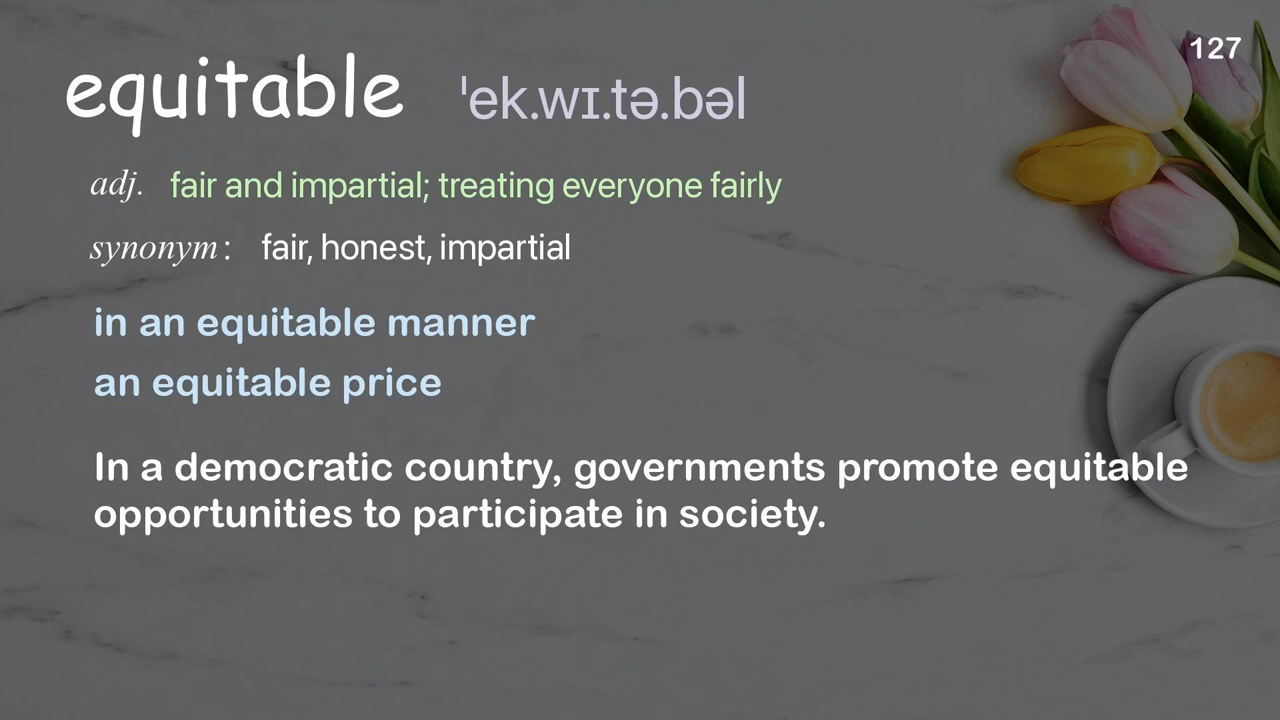 127
equitable ˈek.wɪ.tə.bəl
adj. fair and impartial; treating everyone fairly
synonym: fair, honest, impartial
in an equitable manner
an equitable price
In a democratic country, governments promote equitable
opportunities to participate in society.